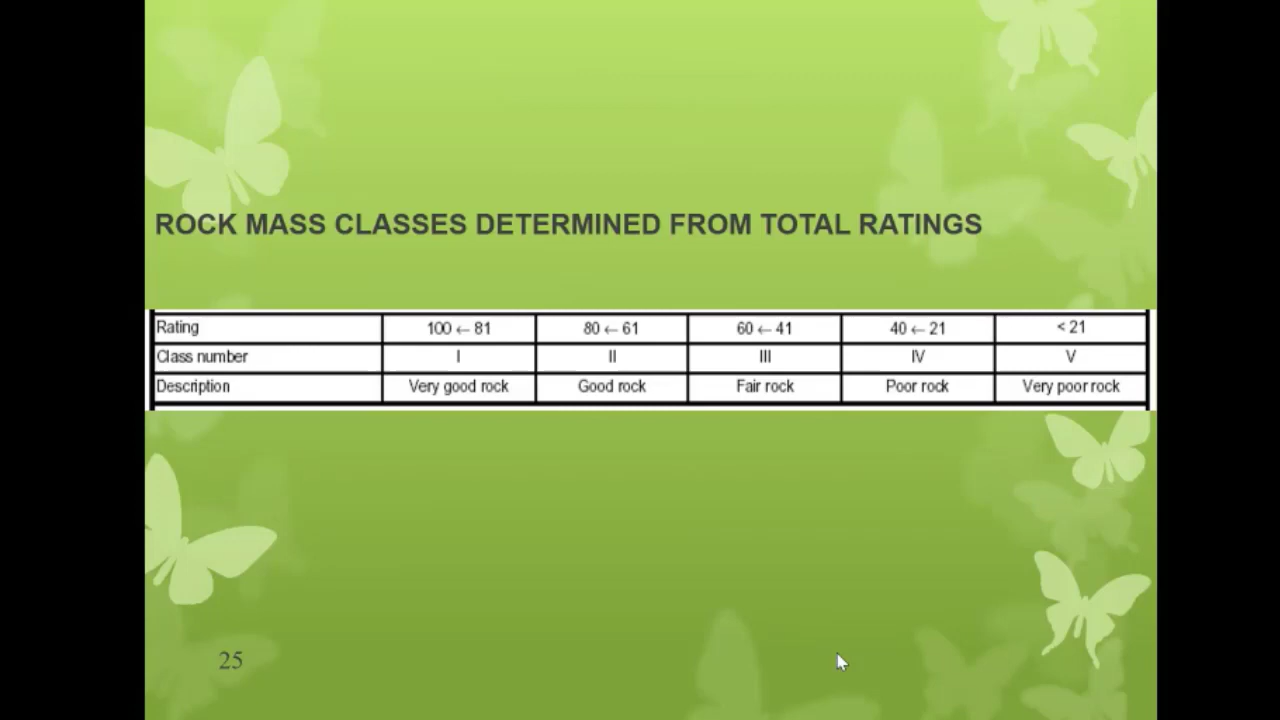 ROCK MASS CLASSES DETERMINED FROM TOTAL RATINGS
Rating 100 ← 81 80 ← 61 60 ← 41 40 ← 21 < 21
Class number I II III IV V
Description Very good rock Good rock Fair rock Poor rock Very poor rock
25